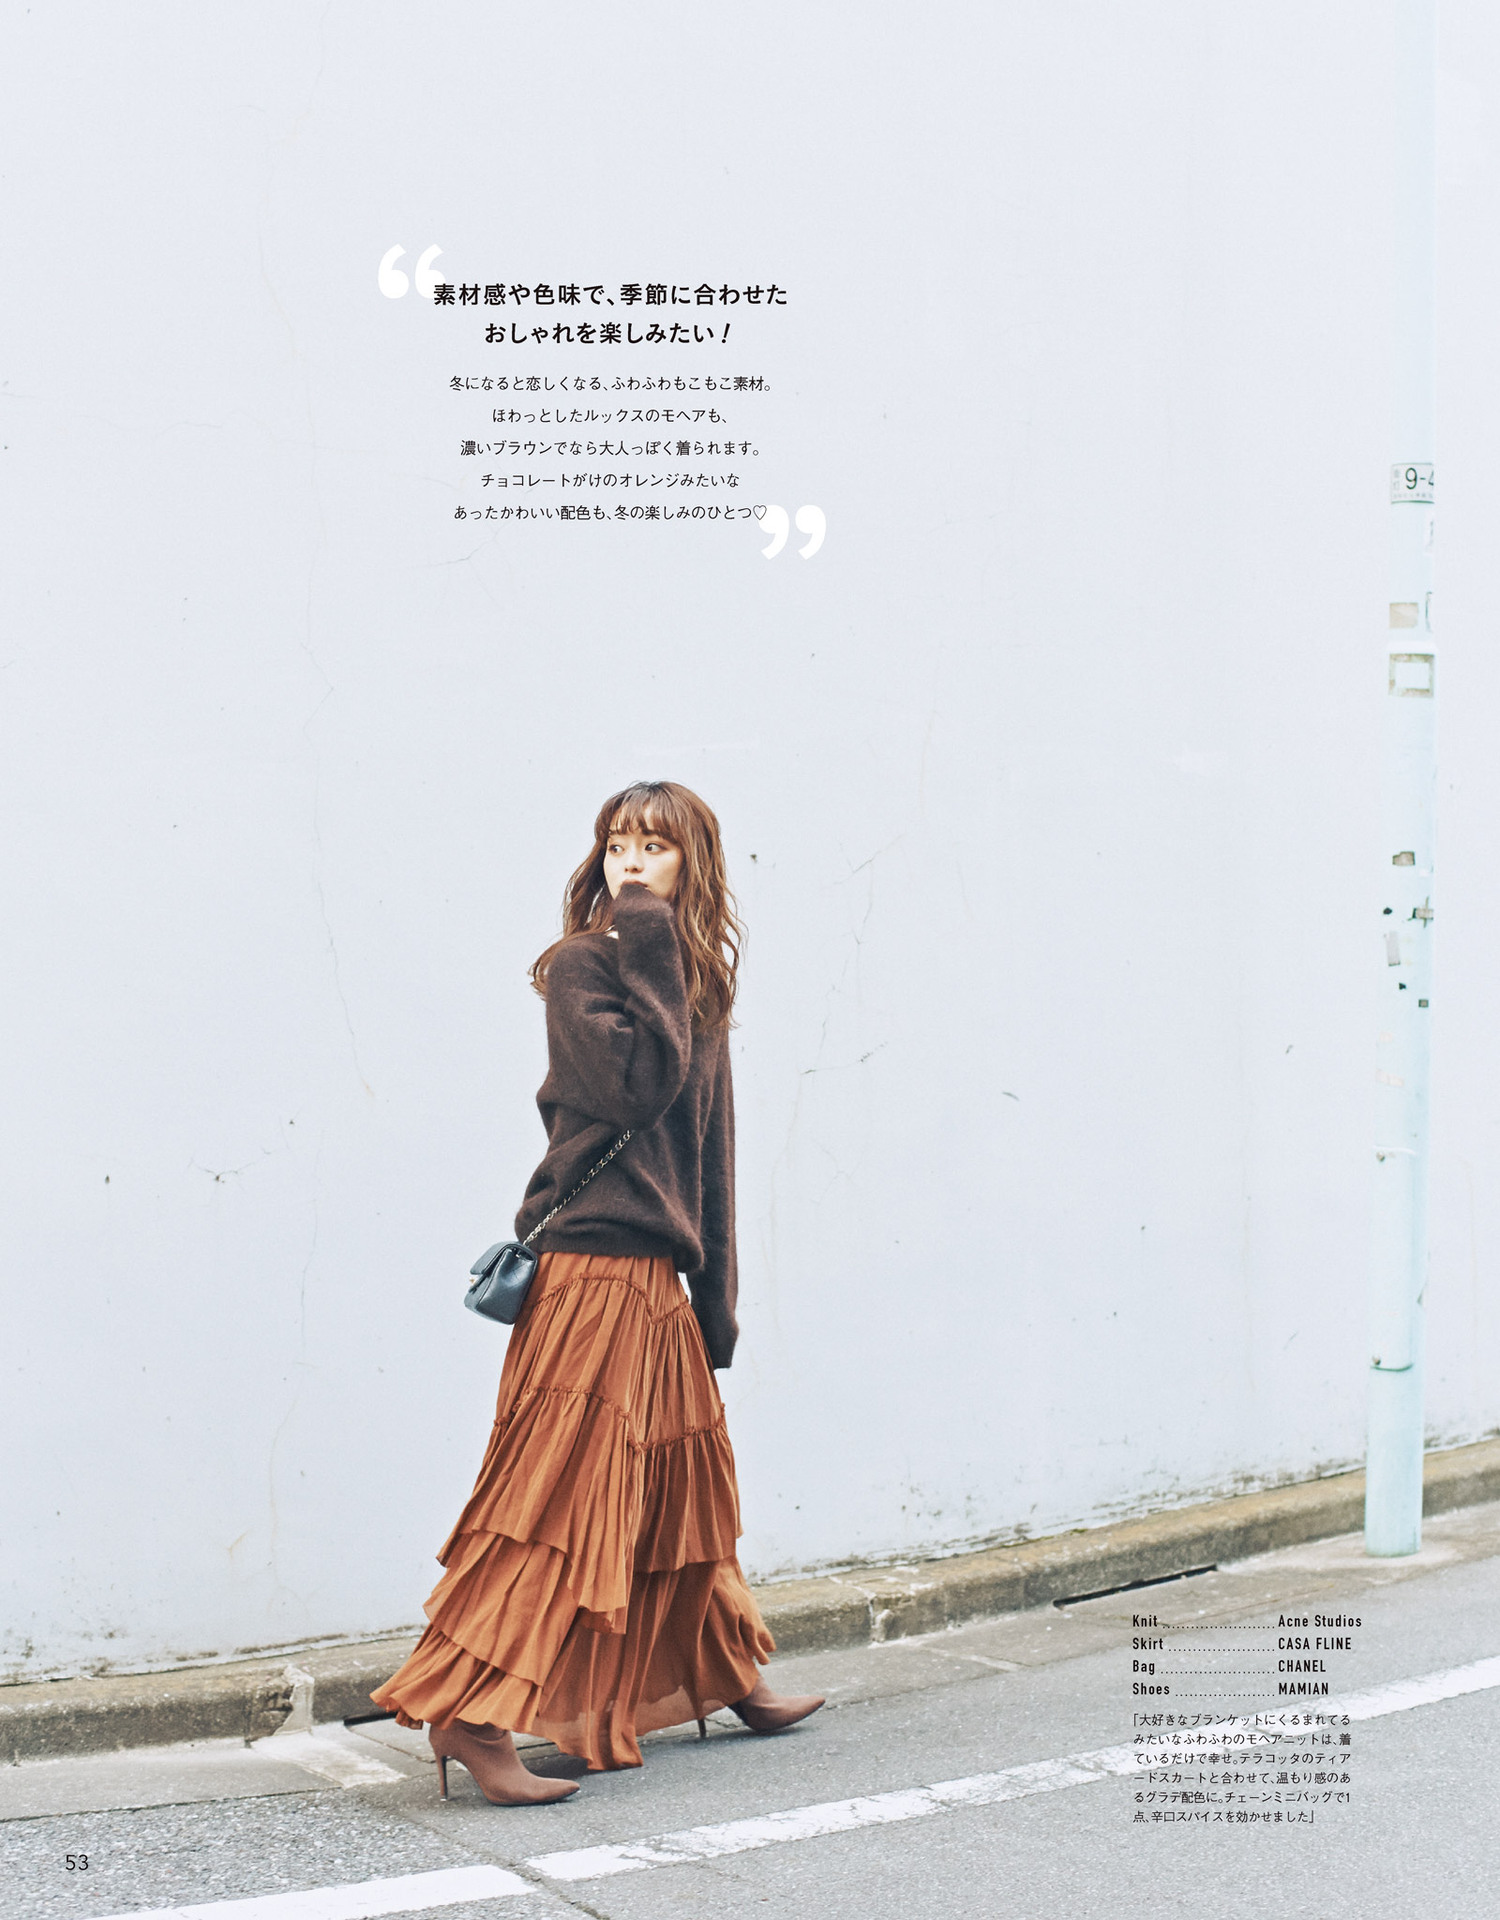 素材感や色味で、季節に合わせた
おしゃれを楽しみたい！
冬になると恋しくなる、ふわふわもこもこ素材。
ほわっとしたルックスのモヘアも、
濃いブラウンでなら大人っぽく着られます。
チョコレートがけのオレンジみたいな
あったかかわいい配色も、冬の楽しみのひとつ♡
9-4
Knit ........................ Acne Studios
Skirt ...................... CASA FLINE
Bag ........................ CHANEL
Shoes ..................... MAMIAN
「大好きなブランケットにくるまれてる
みたいなふわふわのモヘアニットは、着
ているだけで幸せ。テラコッタのティア
ードスカートと合わせて、温もり感のあ
るグラデ配色に。チェーンミニバッグで1
点、辛口スパイスを効かせました」
53